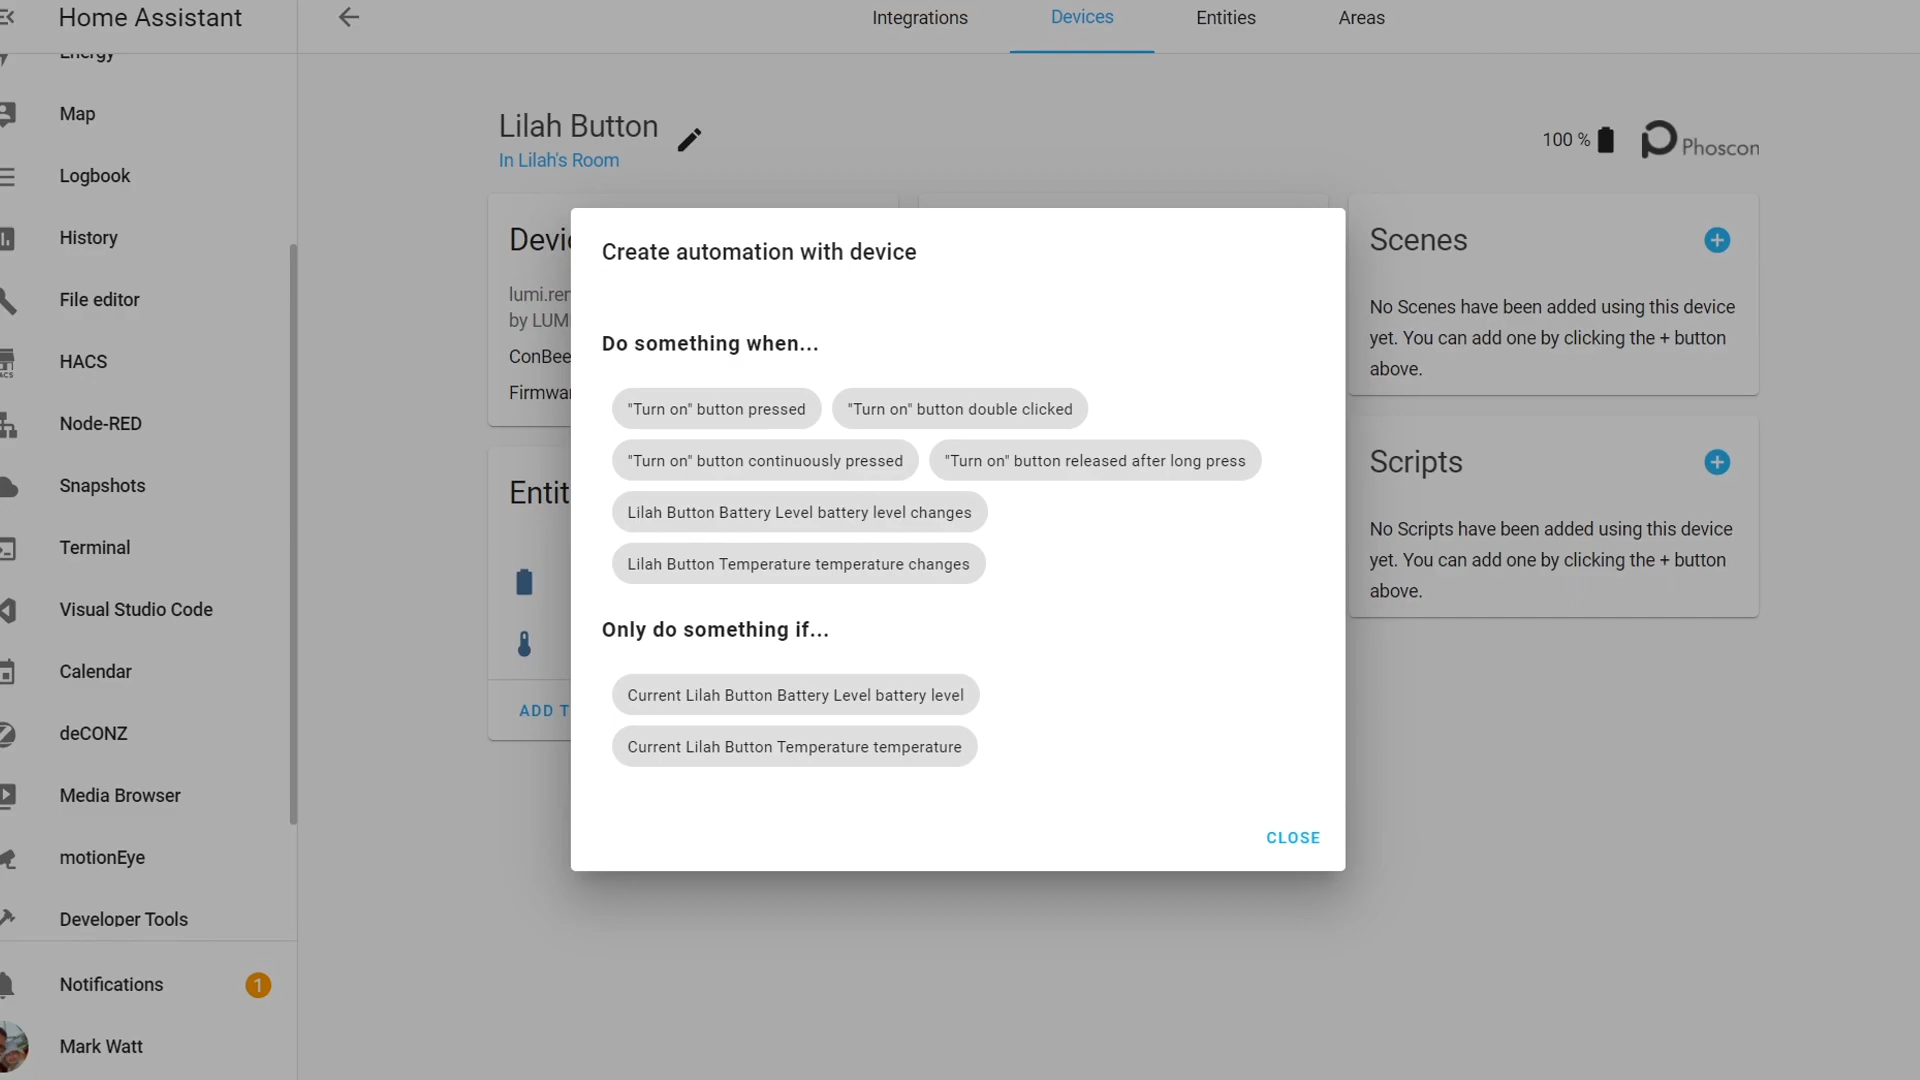 Home Assistant
Integrations
Devices
Entities
Areas
Energy
Map
Logbook
History
File editor
HACS
Node-RED
Snapshots
Terminal
Visual Studio Code
Calendar
deCONZ
Media Browser
motionEye
Developer Tools
Notifications
1
Mark Watt
Lilah Button
In Lilah's Room
100 %
Phoscon
Devic
lumi.rem
by LUMI
ConBee
Firmwar
Entit
ADD T
Create automation with device
Do something when...
"Turn on" button pressed
"Turn on" button double clicked
"Turn on" button continuously pressed
"Turn on" button released after long press
Lilah Button Battery Level battery level changes
Lilah Button Temperature temperature changes
Only do something if...
Current Lilah Button Battery Level battery level
Current Lilah Button Temperature temperature
CLOSE
Scenes
No Scenes have been added using this device
yet. You can add one by clicking the + button
above.
Scripts
No Scripts have been added using this device
yet. You can add one by clicking the + button
above.